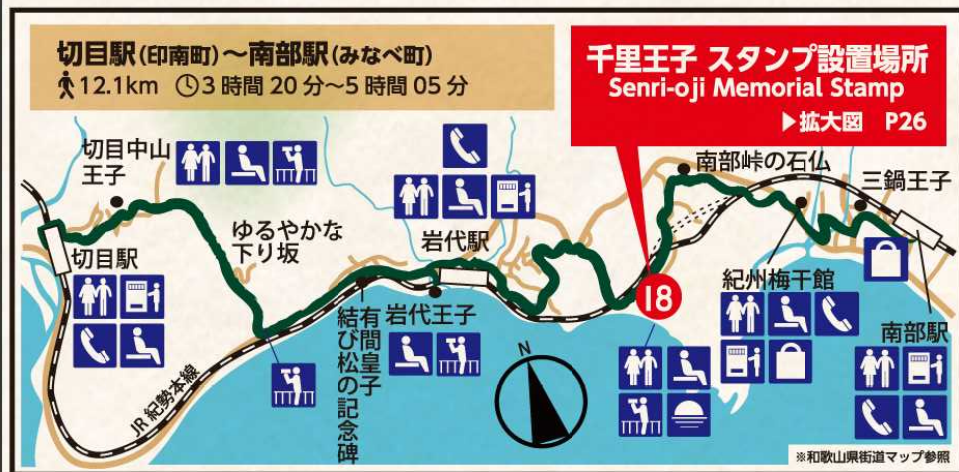 切目駅(印南町)～南部駅(みなべ町)
12.1km 3時間20分～5時間05分
千里王子 スタンプ設置場所
Senri-oji Memorial Stamp
▶拡大図 P26
切目中山
王子
ゆるやかな
下り坂
切目駅
JR紀勢本線
有間皇子
結び松の記念碑
岩代駅
岩代王子
18
南部峠の石仏
三鍋王子
紀州梅干館
南部駅
N
※和歌山県街道マップ参照